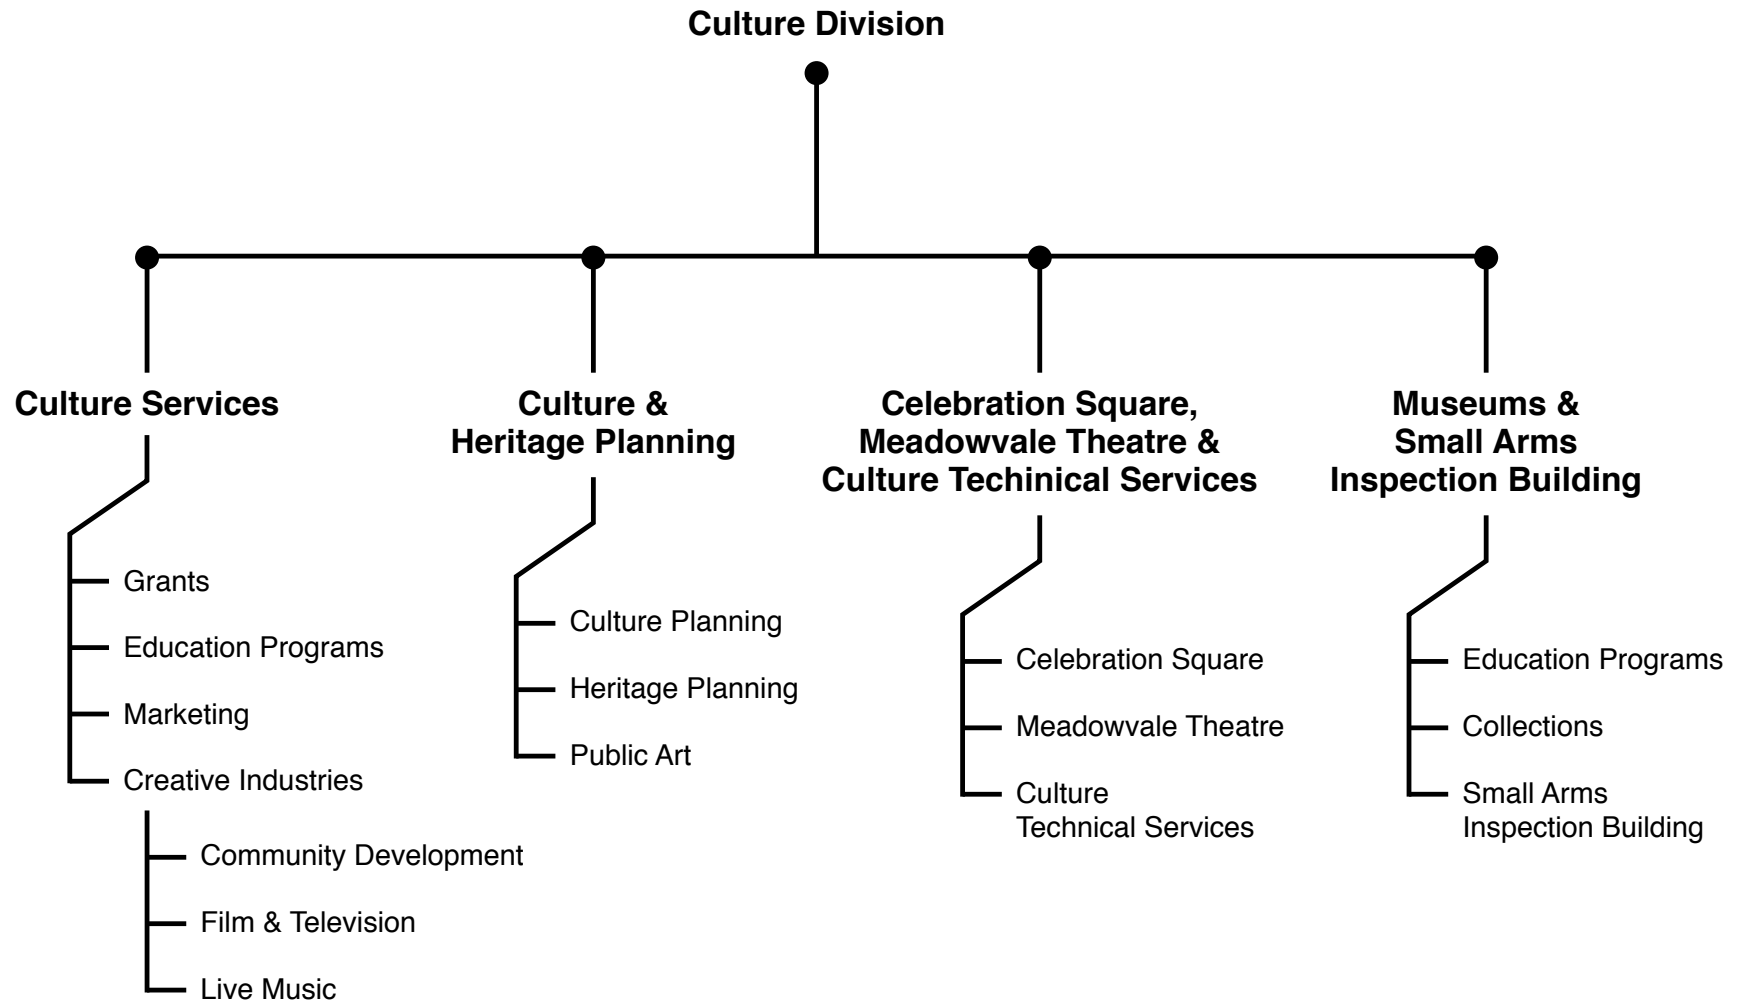 Culture Division
Culture Services
Grants
Education Programs
Marketing
Creative Industries
Community Development
Film & Television
Live Music
Culture &
Heritage Planning
Culture Planning
Heritage Planning
Public Art
Celebration Square,
Meadowvale Theatre &
Culture Techinical Services
Celebration Square
Meadowvale Theatre
Culture
Technical Services
Museums &
Small Arms
Inspection Building
Education Programs
Collections
Small Arms
Inspection Building